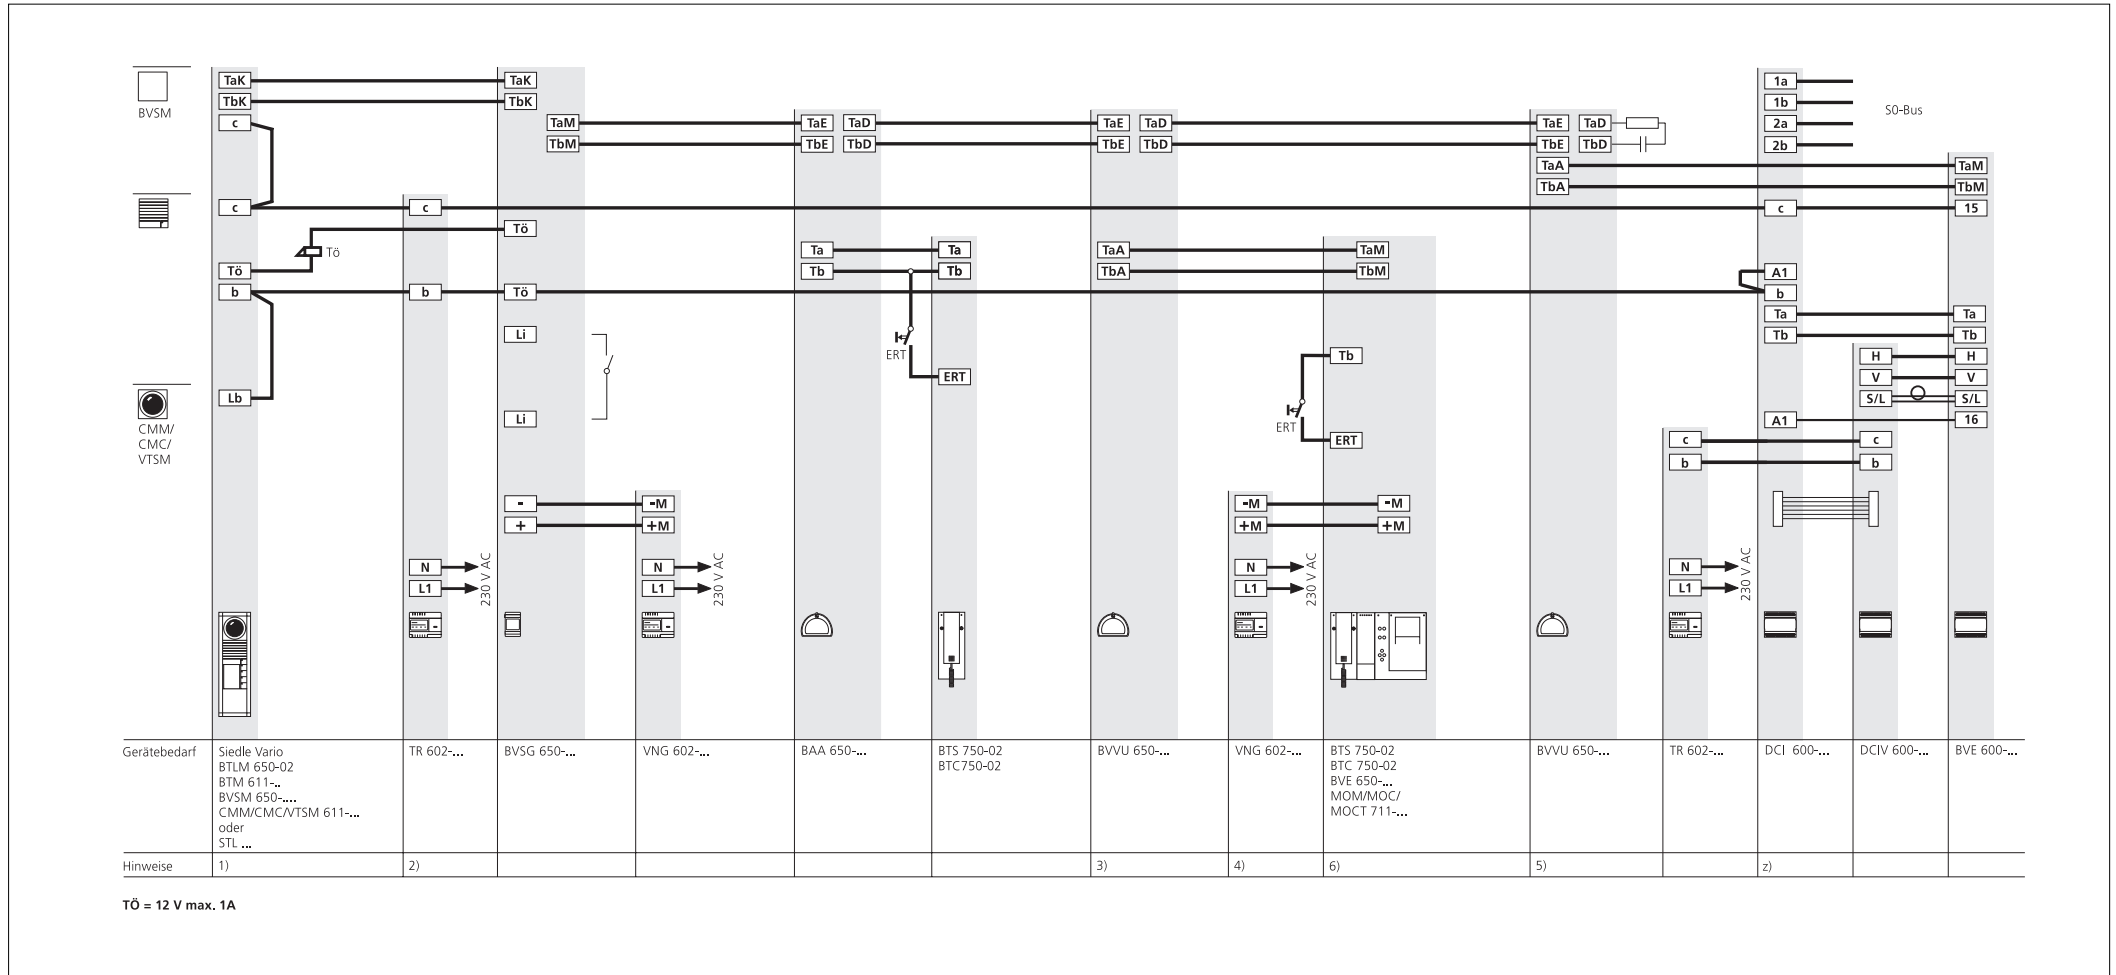 TaK TaK 1a
BVSM TbK TbK 1b S0-Bus
c TaM TaE TaD TaE TaD TaE TaD 2a
TbM TbE TbD TbE TbD TbE TbD 2b
TaA TaM
TbA TbM
c c c 15
Tö
Tö Ta Ta TaA TaM
Tö Tb Tb TbA TbM A1
b b Tö b
Ta Ta
Li Tb Tb
ERT Tb H H
ERT V V
Lb S/L S/L
Li ERT A1 16
CMM/
CMC/
VTSM
ERT c c
b b
- -M -M -M
+ +M +M +M
N N N N
L1 L1 L1 L1
230 V AC 230 V AC 230 V AC 230 V AC
Gerätebedarf
Siedle Vario
BTLM 650-02
BTM 611-..
BVSM 650-....
CMM/CMC/VTSM 611-...
oder
STL ...
TR 602-...
BVSG 650-...
VNG 602-...
BAA 650-...
BTS 750-02
BTC750-02
BVVU 650-...
VNG 602-...
BTS 750-02
BTC 750-02
BVE 650-...
MOM/MOC/
MOCT 711-...
BVVU 650-...
TR 602-...
DCI 600-...
DCIV 600-...
BVE 600-...
Hinweise 1) 2) 3) 4) 6) 5) z)
TÖ = 12 V max. 1A